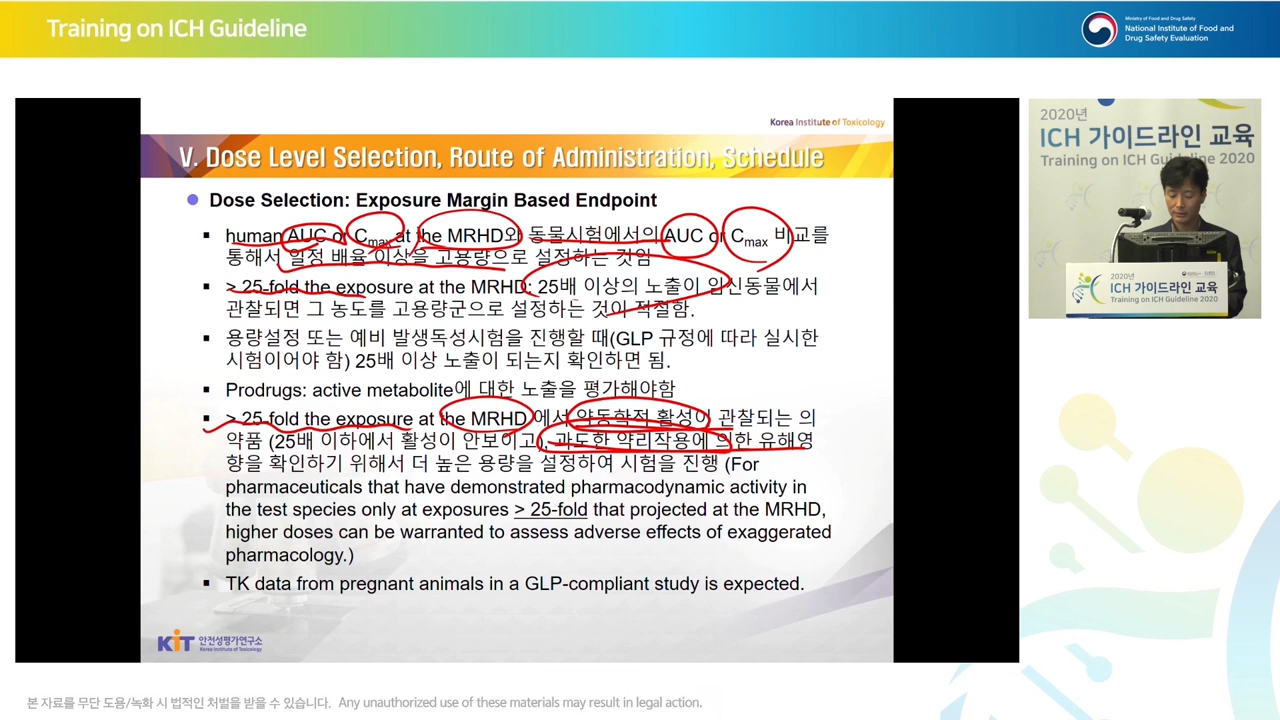 Training on ICH Guideline
Ministry of Food and Drug Safety
National Institute of Food and
Drug Safety Evaluation
Korea Institute of Toxicology
V. Dose Level Selection, Route of Administration, Schedule
Dose Selection: Exposure Margin Based Endpoint
human AUC or Cmax at the MRHD와 동물시험에서의 AUC or Cmax 비교를
통해서 일정 배율 이상을 고용량으로 설정하는 것임
> 25-fold the exposure at the MRHD: 25배 이상의 노출이 임신동물에서
관찰되면 그 농도를 고용량군으로 설정하는 것이 적절함.
용량설정 또는 예비 발생독성시험을 진행할 때(GLP 규정에 따라 실시한
시험이어야 함) 25배 이상 노출이 되는지 확인하면 됨.
Prodrugs: active metabolite에 대한 노출을 평가해야함
> 25-fold the exposure at the MRHD 에서 약동학적 활성이 관찰되는 의
약품 (25배 이하에서 활성이 안보이고), 과도한 약리작용에 의한 유해영
향을 확인하기 위해서 더 높은 용량을 설정하여 시험을 진행 (For
pharmaceuticals that have demonstrated pharmacodynamic activity in
the test species only at exposures > 25-fold that projected at the MRHD,
higher doses can be warranted to assess adverse effects of exaggerated
pharmacology.)
TK data from pregnant animals in a GLP-compliant study is expected.
KIT 안전성평가연구소
Korea Institute of Toxicology
2020년
ICH 가이드라인 교육
Training on ICH Guideline 2020
2020년
ICH 가이드라인 교육
Training on ICH Guideline 2020
본 자료를 무단 도용/녹화 시 법적인 처벌을 받을 수 있습니다. Any unauthorized use of these materials may result in legal action.